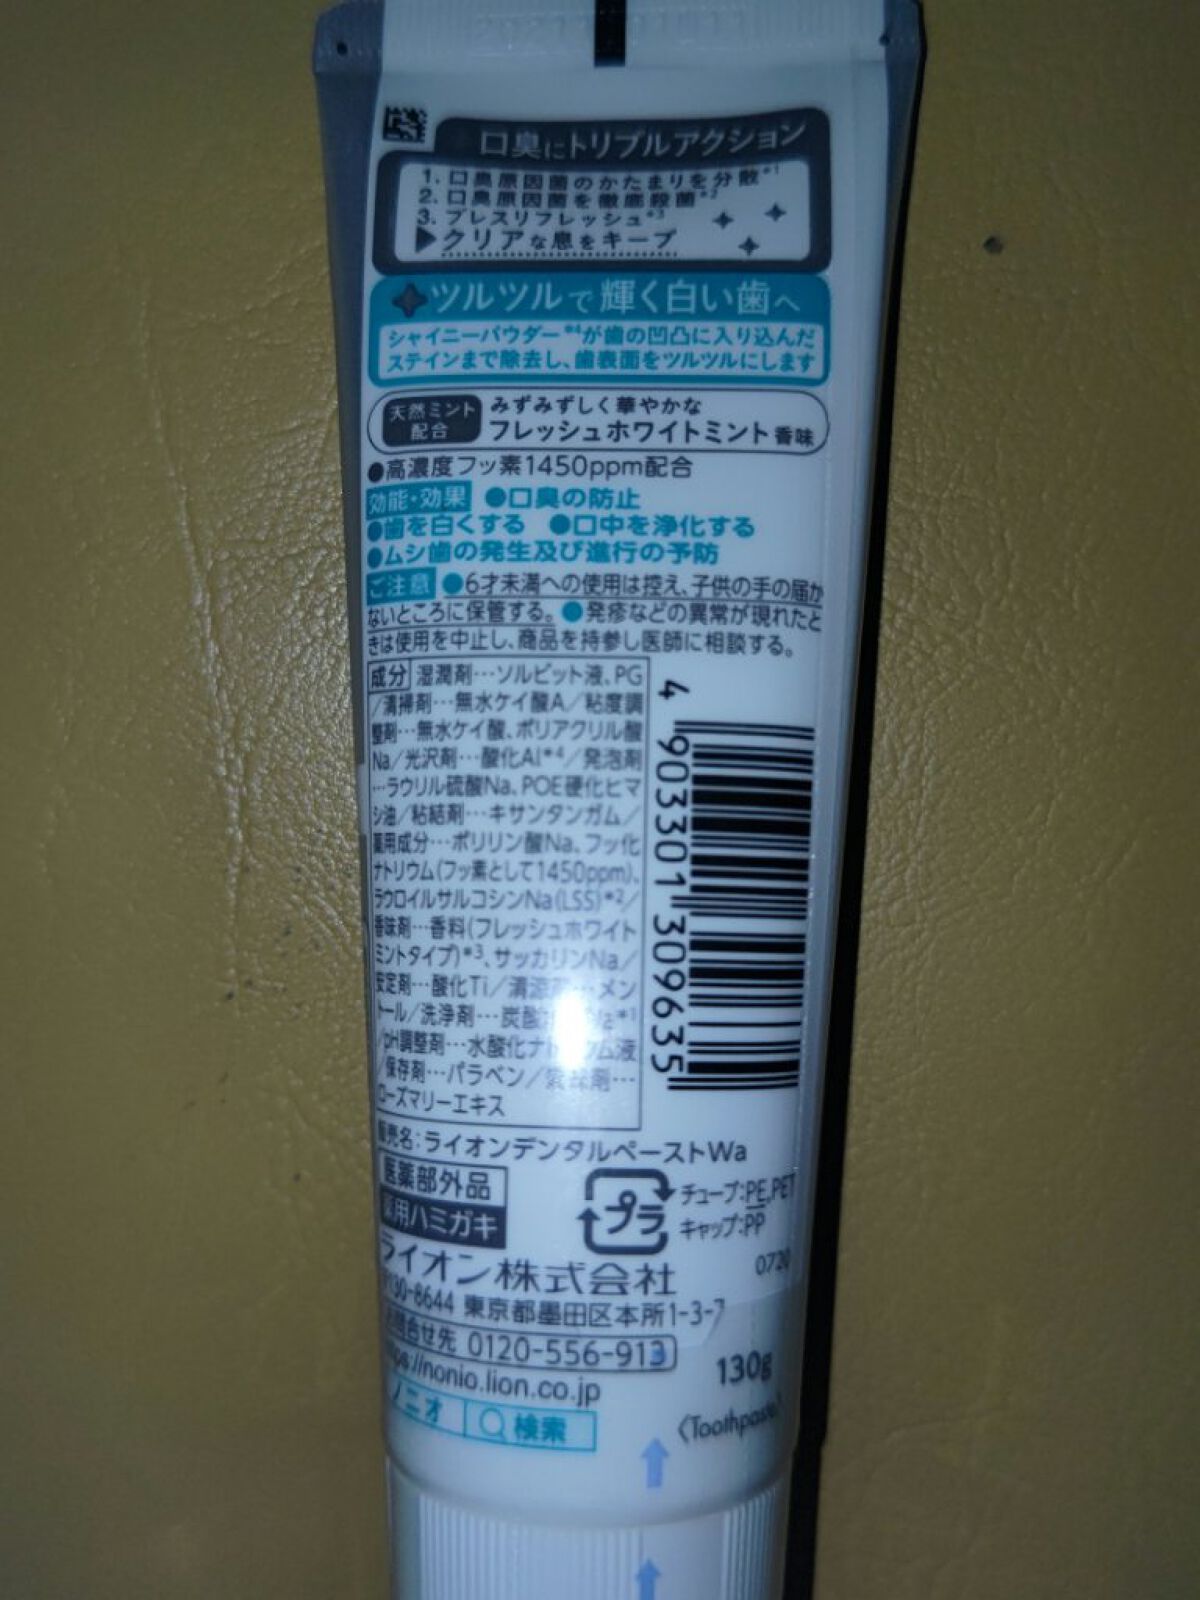 口臭にトリプルアクション
1. 口臭原因菌のかたまりを分散*1
2. 口臭原因菌を徹底殺菌*2
3. ブレスリフレッシュ*3
▶クリアな息をキープ
ツルツルで輝く白い歯へ
シャイニーパウダー*4が歯の凹凸に入り込んだ
ステインまで除去し、歯表面をツルツルにします
天然ミント
配合
みずみずしく華やかな
フレッシュホワイトミント香味
●高濃度フッ素1450ppm配合
効能・効果 ●口臭の防止
●歯を白くする ●口中を浄化する
●ムシ歯の発生及び進行の予防
ご注意 ●6才未満への使用は控え、子供の手の届か
ないところに保管する。 ●発疹などの異常が現れたと
きは使用を中止し、商品を持参し医師に相談する。
成分 湿潤剤…ソルビット液、PG
/清掃剤…無水ケイ酸A/粘度調
整剤…無水ケイ酸、ポリアクリル酸
Na/光沢剤…酸化Al*4/発泡剤
…ラウリル硫酸Na、POE硬化ヒマ
シ油/粘結剤…キサンタンガム/
薬用成分…ポリリン酸Na、フッ化
ナトリウム(フッ素として1450ppm)、
ラウロイルサルコシンNa(LSS)*2/
香味剤…香料(フレッシュホワイト
ミントタイプ)*3、サッカリンNa/
安定剤…酸化Ti/清涼剤…メン
トール/洗浄剤…炭酸 *1
/pH調整剤…水酸化ナトリウム液
/保存剤…パラベン/
ローズマリーエキス
4 903301 309635
販売名:ライオンデンタルペーストWa
医薬部外品
薬用ハミガキ
プラ
チューブ:PE,PET
キャップ:PP
0720
ライオン株式会社
130-8644 東京都墨田区本所1-3-7
お問合せ先 0120-556-913
https://nonio.lion.co.jp
130g
(Toothpaste)
ノニオ 検索